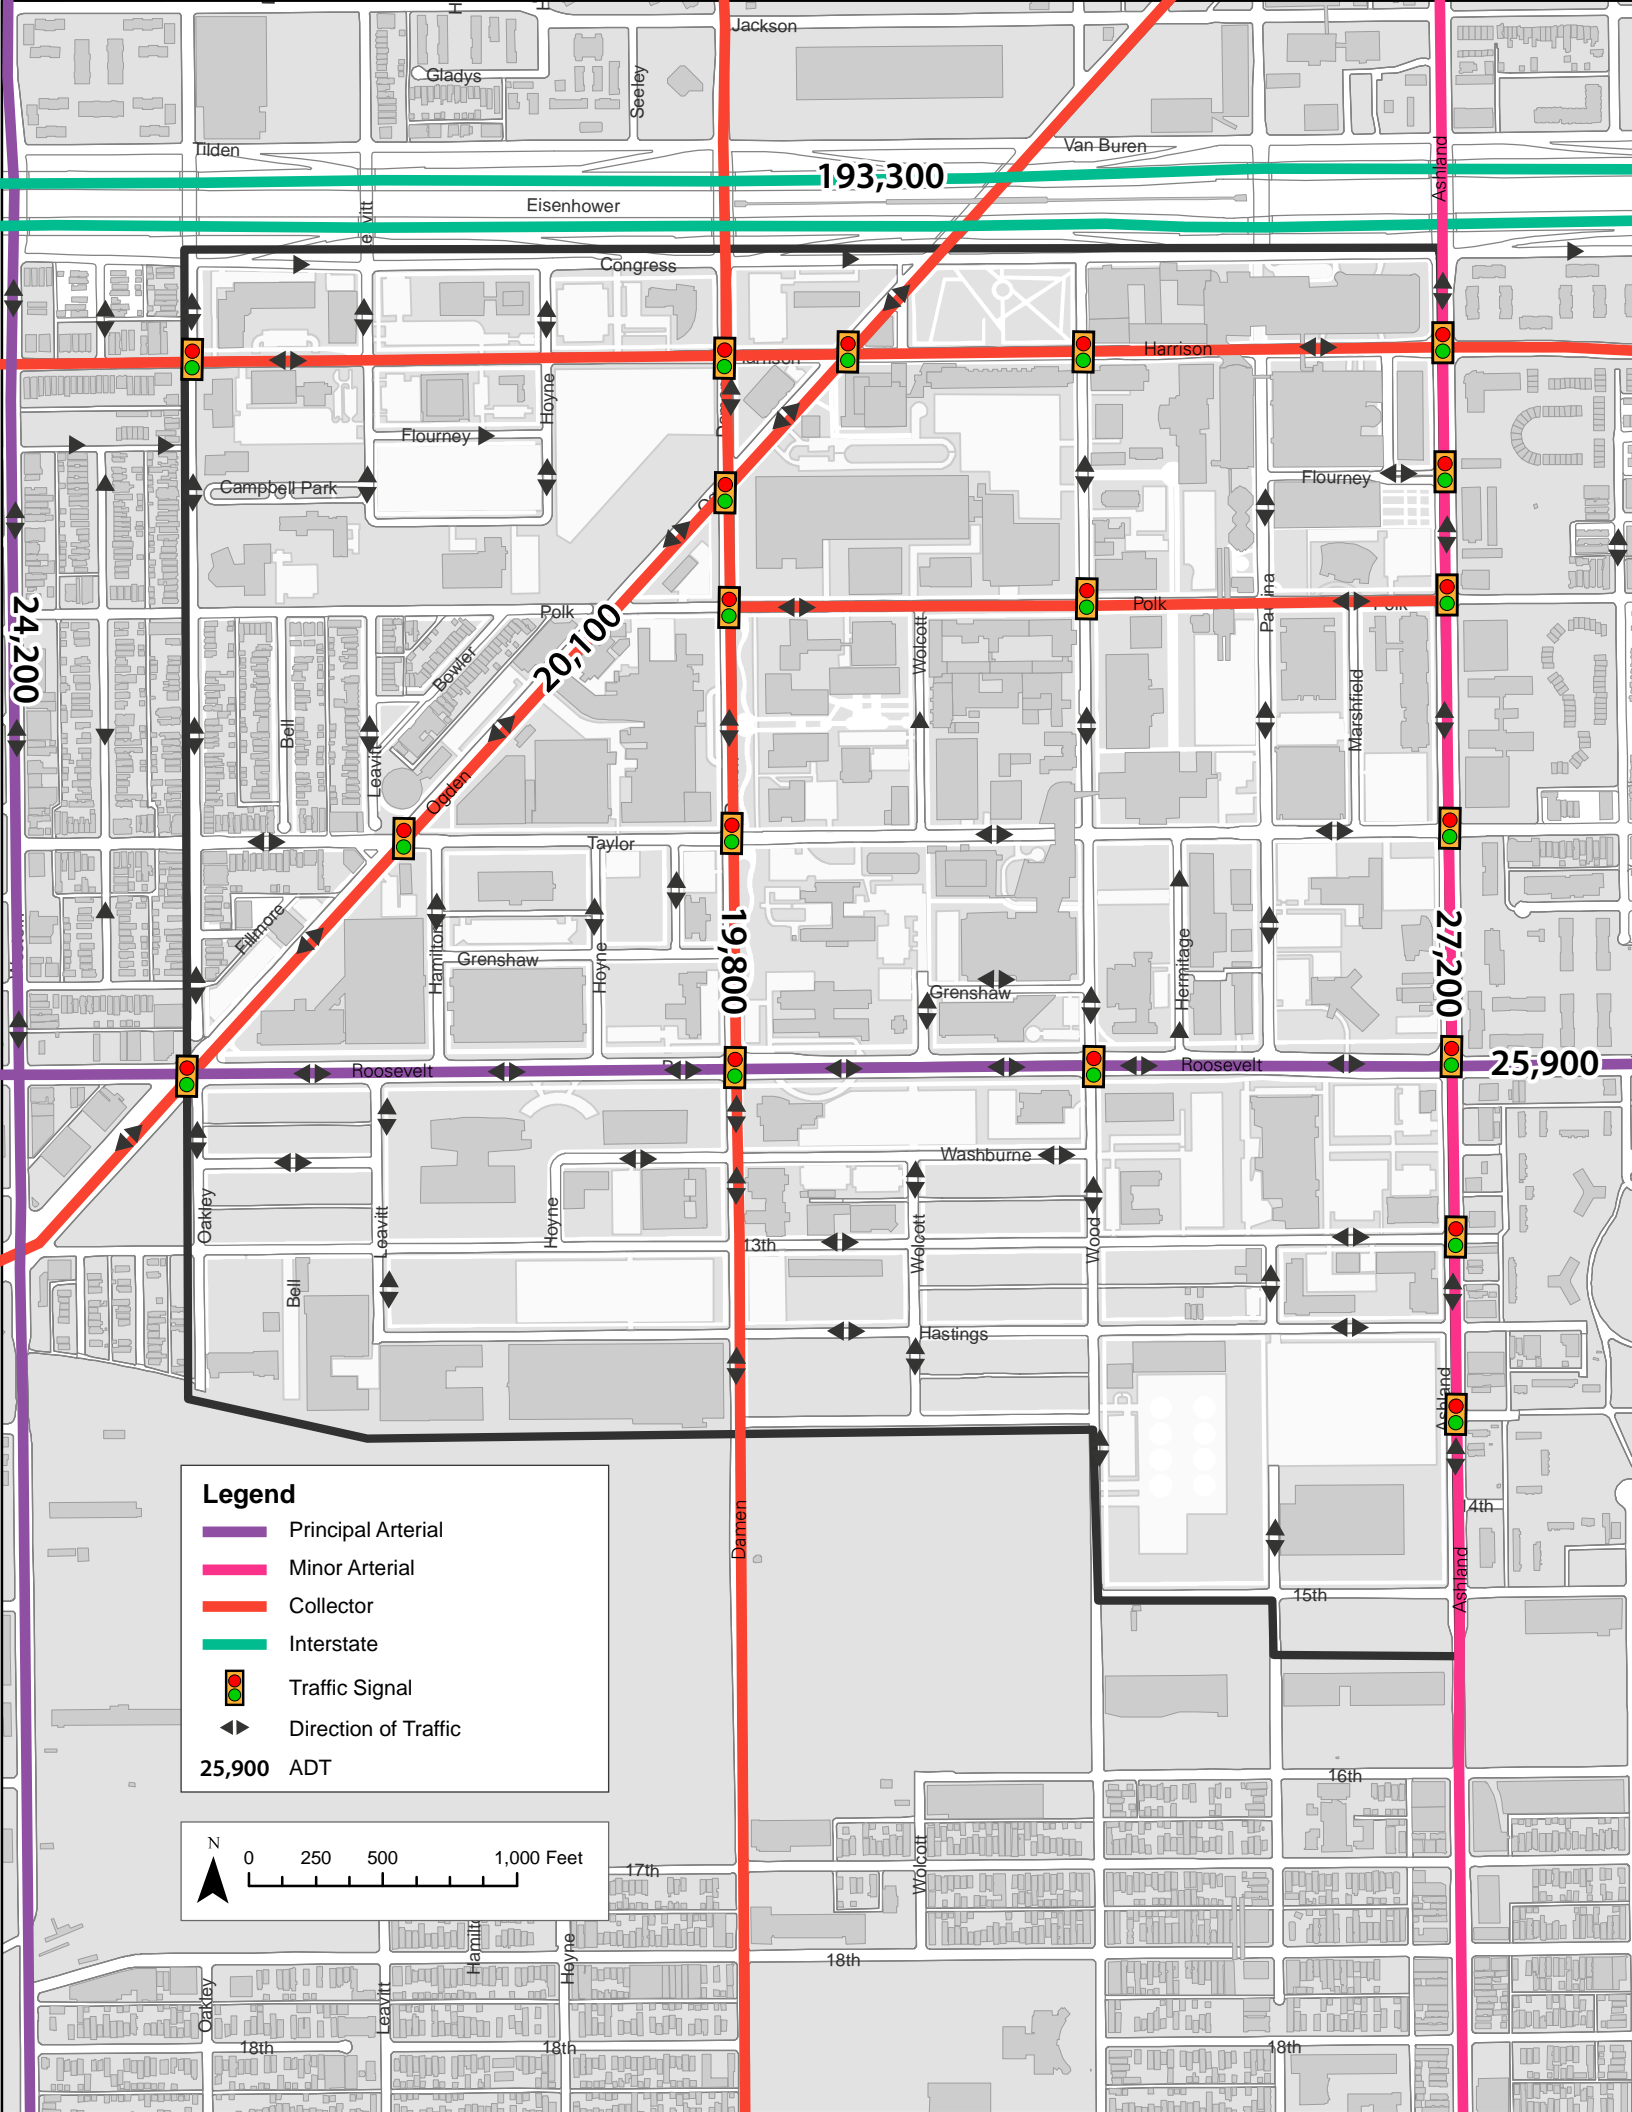 Jackson
Gladys
Seeley
Tilden
Van Buren
Ashland
193,300
Eisenhower
Congress
Harrison
Hoyne
Flourney
Campbell Park
Flourney
24,200
Polk
20,100
Bowler
Wolcott
Polk
Marshfield
Bell
Leavitt
Ogden
Taylor
Fillmore
Hamilton
Grenshaw
Hoyne
19,800
Grenshaw
Hermitage
27,200
Roosevelt
Roosevelt
25,900
Washburne
Oakley
Leavitt
Hoyne
13th
Wolcott
Wood
Bell
Hastings
Ashland
Damen
14th
Ashland
15th
Legend
Principal Arterial
Minor Arterial
Collector
Interstate
Traffic Signal
Direction of Traffic
25,900 ADT
16th
N
0 250 500 1,000 Feet
17th
Wolcott
Hoyne
18th
Oakley
Leavitt
18th
18th
18th